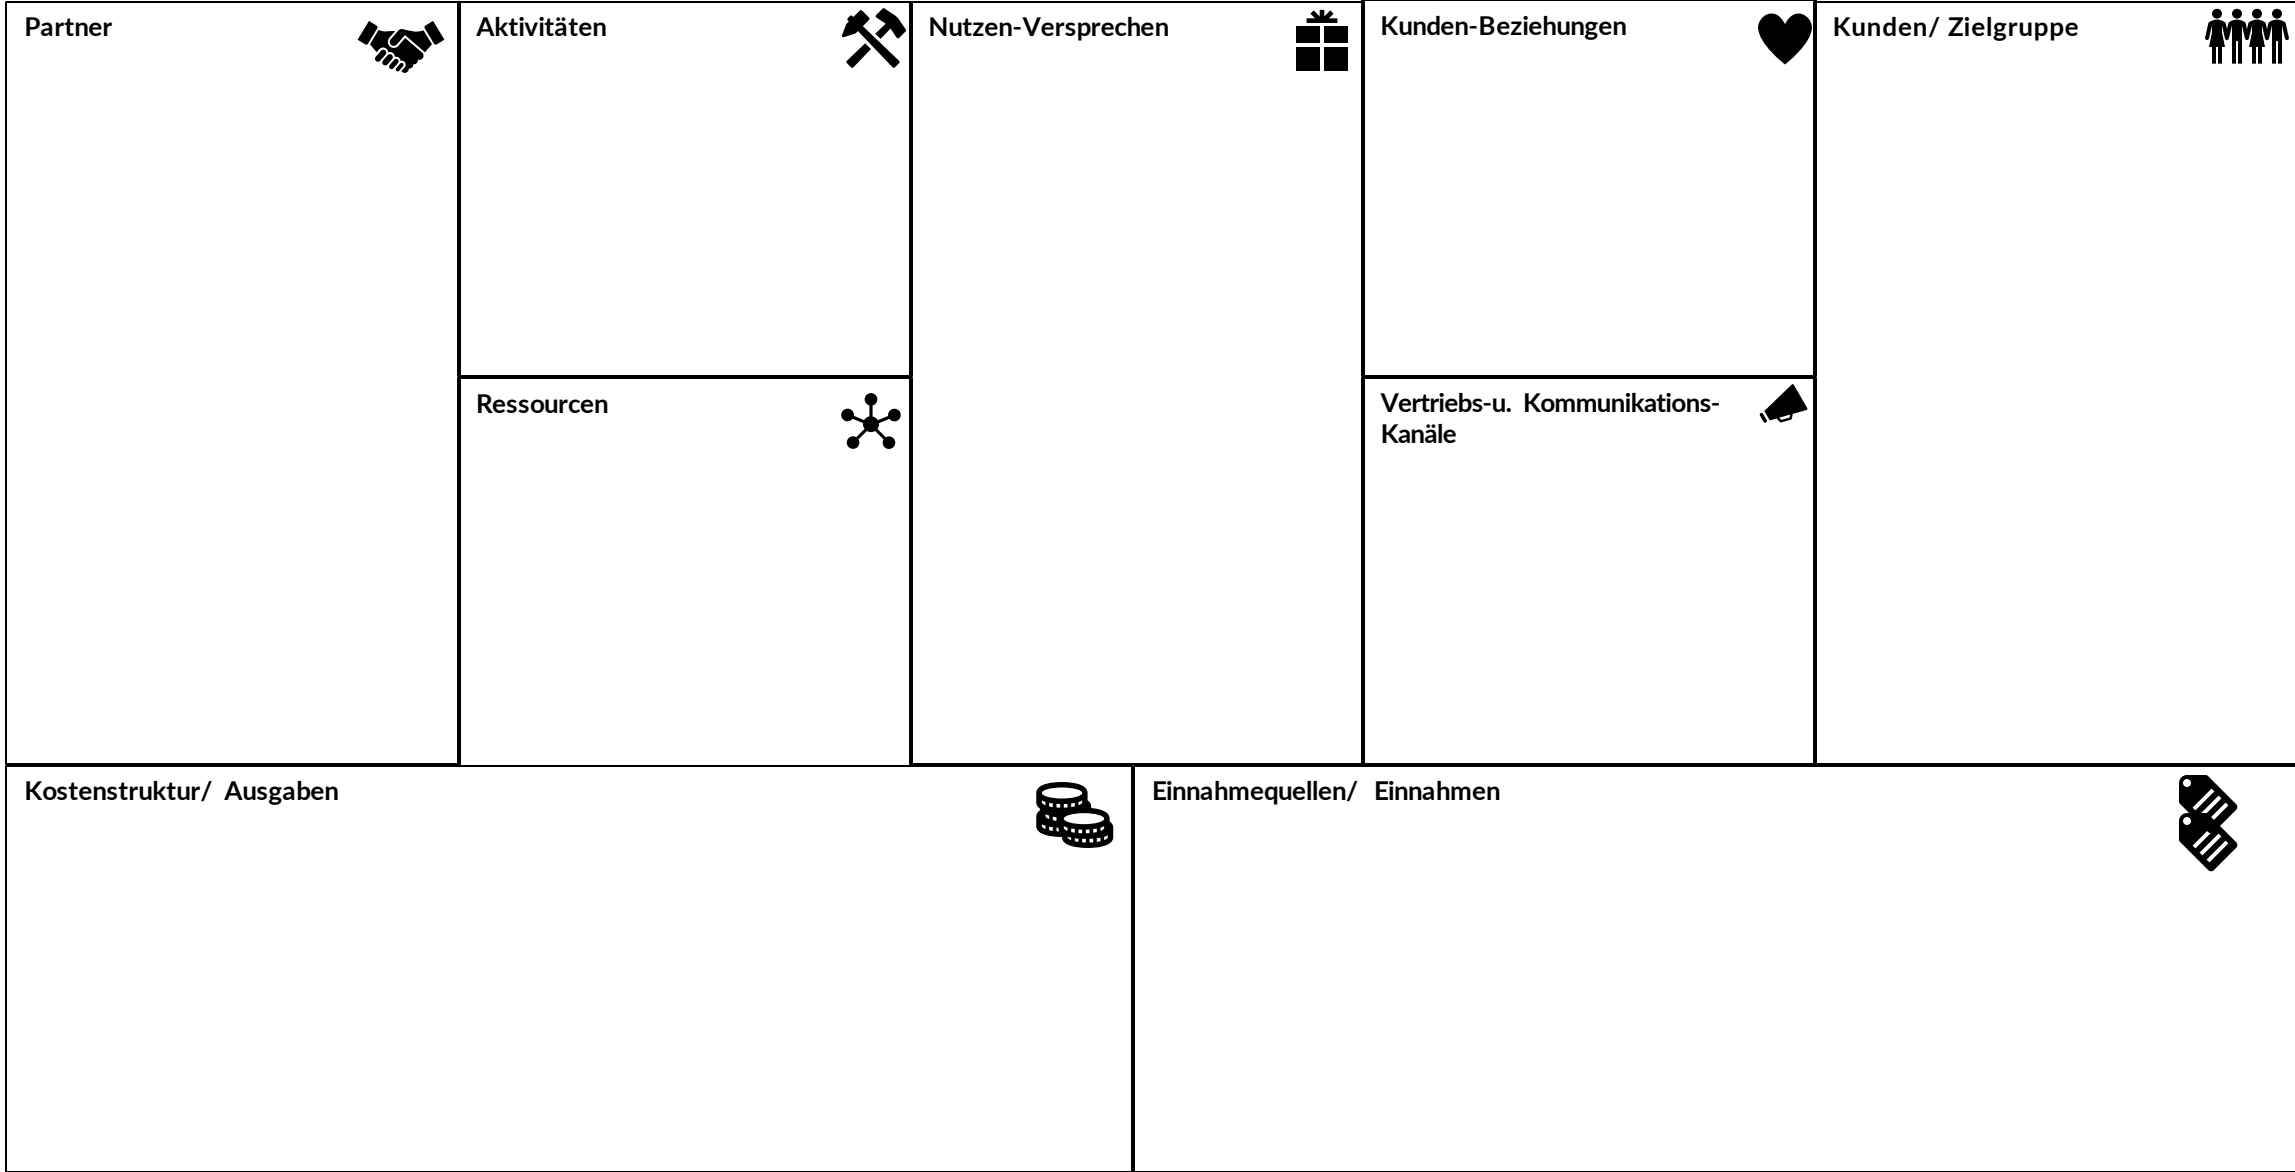 Partner
Aktivitäten
Nutzen-Versprechen
Kunden-Beziehungen
Kunden/ Zielgruppe
Ressourcen
Vertriebs-u. Kommunikations-
Kanäle
Kostenstruktur/ Ausgaben
Einnahmequellen/ Einnahmen